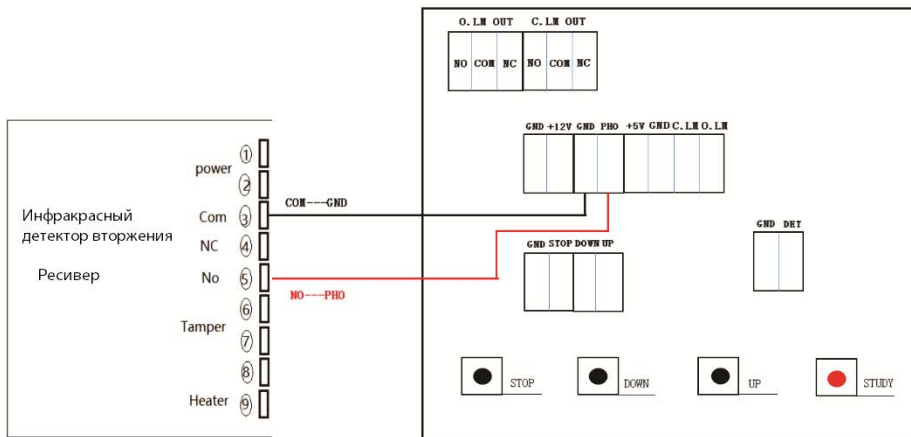 O.LM OUT C.LM OUT
NO COM NC NO COM NC
GND +12V GND PHO +5V GND C.LM O.LM
power
1
2
Инфракрасный
детектор вторжения
Ресивер
Com 3
COM---GND
NC 4
No 5
NO---PHO
6
Tamper
7
8
Heater 9
GND STOP DOWN UP
GND DET
STOP DOWN UP STUDY